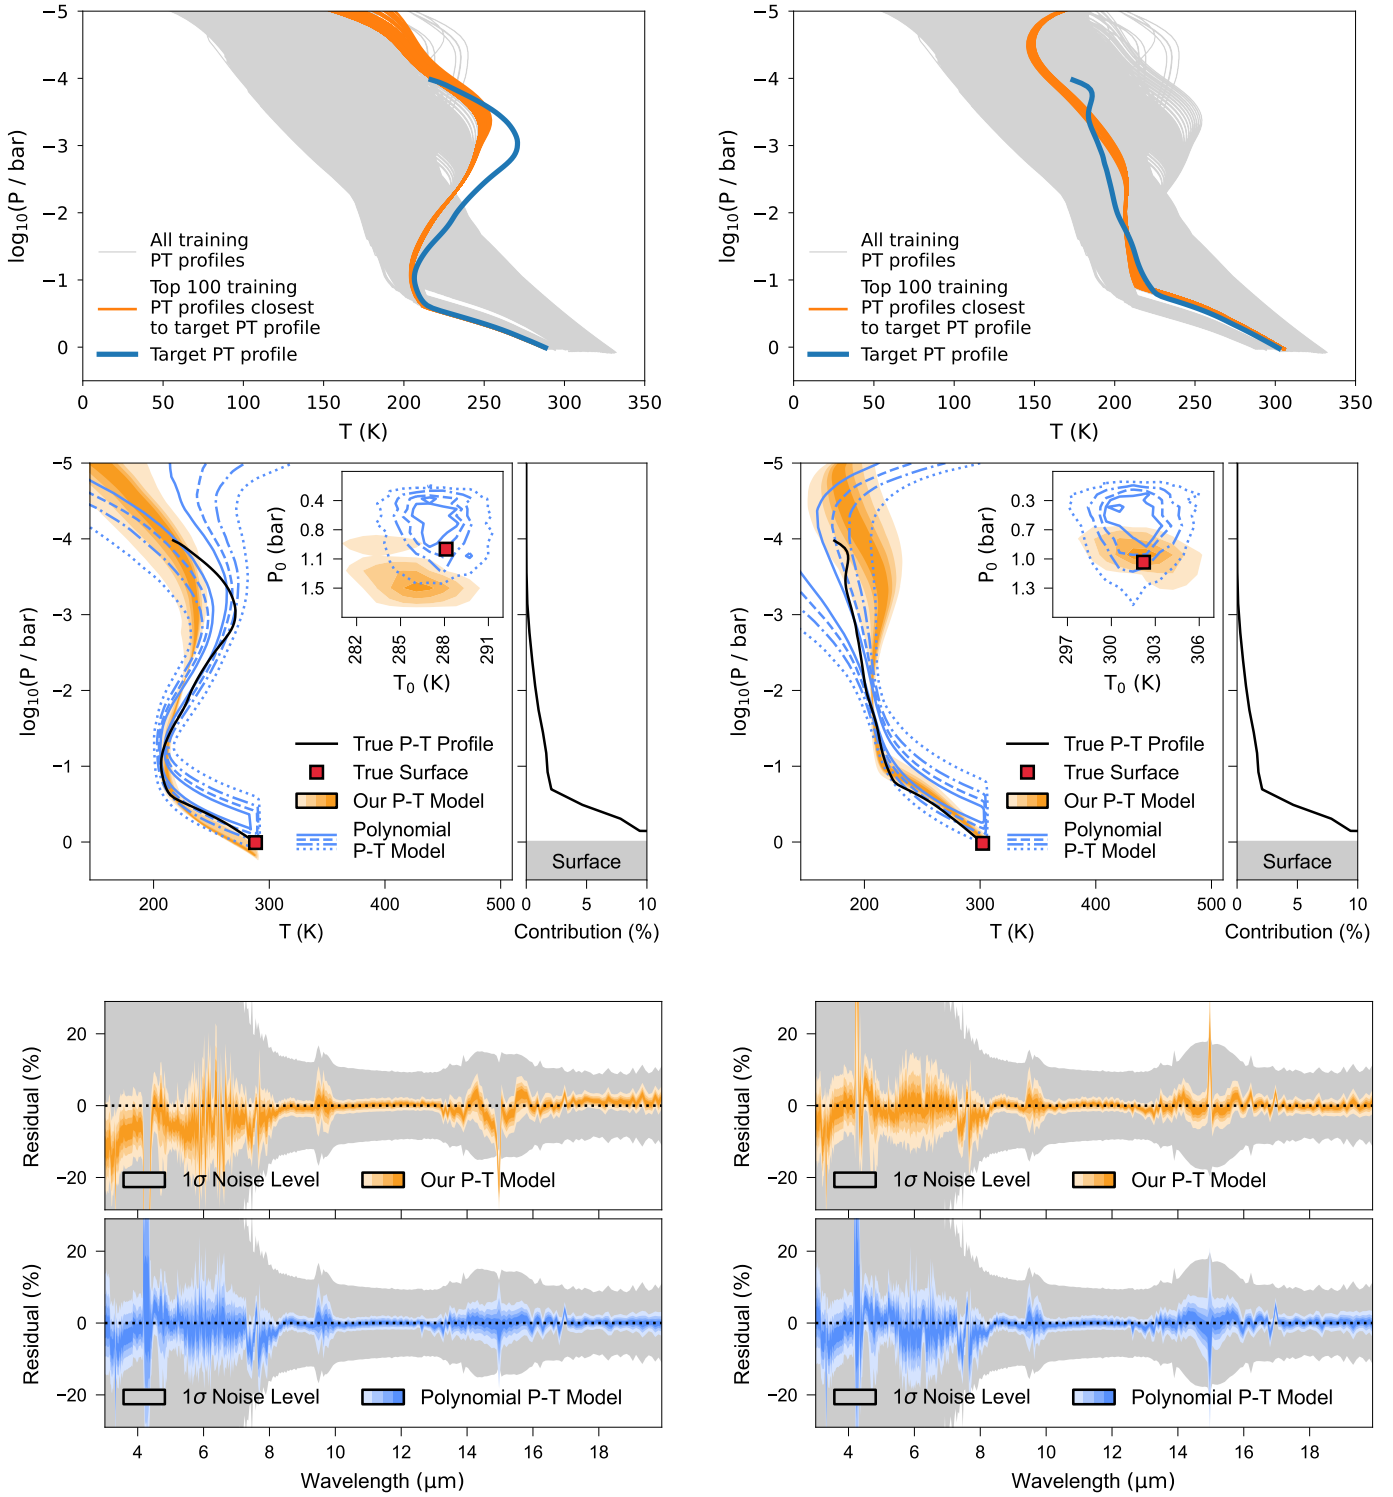 −5
−4
−3
−2
−1
0
log10(P / bar)
All training
PT profiles
Top 100 training
PT profiles closest
to target PT profile
Target PT profile
0 50 100 150 200 250 300 350
T (K)
−5
−4
−3
−2
−1
0
log10(P / bar)
All training
PT profiles
Top 100 training
PT profiles closest
to target PT profile
Target PT profile
0 50 100 150 200 250 300 350
T (K)
−5
−4
−3
−2
−1
0
log10(P / bar)
0.4
0.8
1.1
1.5
P0 (bar)
282 285 288 291
T0 (K)
True P-T Profile
True Surface
Our P-T Model
Polynomial
P-T Model
200 300 400 500
T (K)
Surface
0 5 10
Contribution (%)
−5
−4
−3
−2
−1
0
log10(P / bar)
0.3
0.7
1.0
1.3
P0 (bar)
297 300 303 306
T0 (K)
True P-T Profile
True Surface
Our P-T Model
Polynomial
P-T Model
200 300 400 500
T (K)
Surface
0 5 10
Contribution (%)
20
0
−20
Residual (%)
1σ Noise Level Our P-T Model
20
0
−20
Residual (%)
1σ Noise Level Polynomial P-T Model
4 6 8 10 12 14 16 18
Wavelength (μm)
20
0
−20
Residual (%)
1σ Noise Level Our P-T Model
20
0
−20
Residual (%)
1σ Noise Level Polynomial P-T Model
4 6 8 10 12 14 16 18
Wavelength (μm)